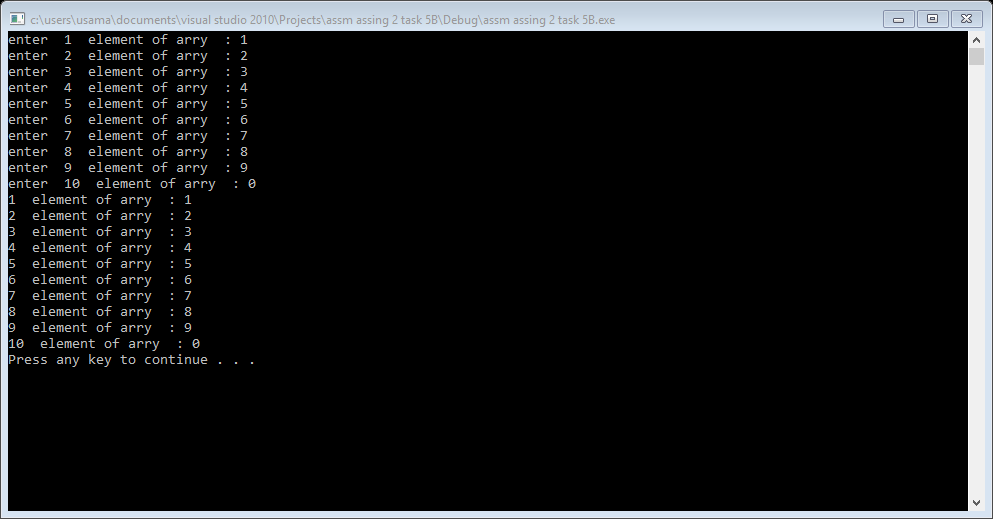 c:\users\usama\documents\visual studio 2010\Projects\assm assing 2 task 5B\Debug\assm assing 2 task 5B.exe
enter  1  element of arry  : 1
enter  2  element of arry  : 2
enter  3  element of arry  : 3
enter  4  element of arry  : 4
enter  5  element of arry  : 5
enter  6  element of arry  : 6
enter  7  element of arry  : 7
enter  8  element of arry  : 8
enter  9  element of arry  : 9
enter  10  element of arry  : 0
1  element of arry  : 1
2  element of arry  : 2
3  element of arry  : 3
4  element of arry  : 4
5  element of arry  : 5
6  element of arry  : 6
7  element of arry  : 7
8  element of arry  : 8
9  element of arry  : 9
10  element of arry  : 0
Press any key to continue . . .